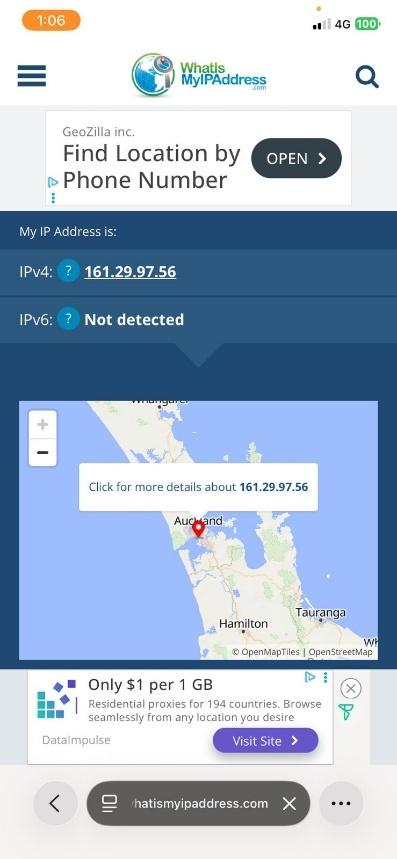 1:06
4G 100
WhatIs
MyIPAddress
.com
GeoZilla inc.
Find Location by
Phone Number
OPEN
My IP Address is:
IPv4: ? 161.29.97.56
IPv6: ? Not detected
Whangarei
+
−
Click for more details about 161.29.97.56
Auckland
Tauranga
Hamilton
Wh
© OpenMapTiles | OpenStreetMap
Only $1 per 1 GB
Residential proxies for 194 countries. Browse
seamlessly from any location you desire
DataImpulse
Visit Site
hatismyipaddress.com